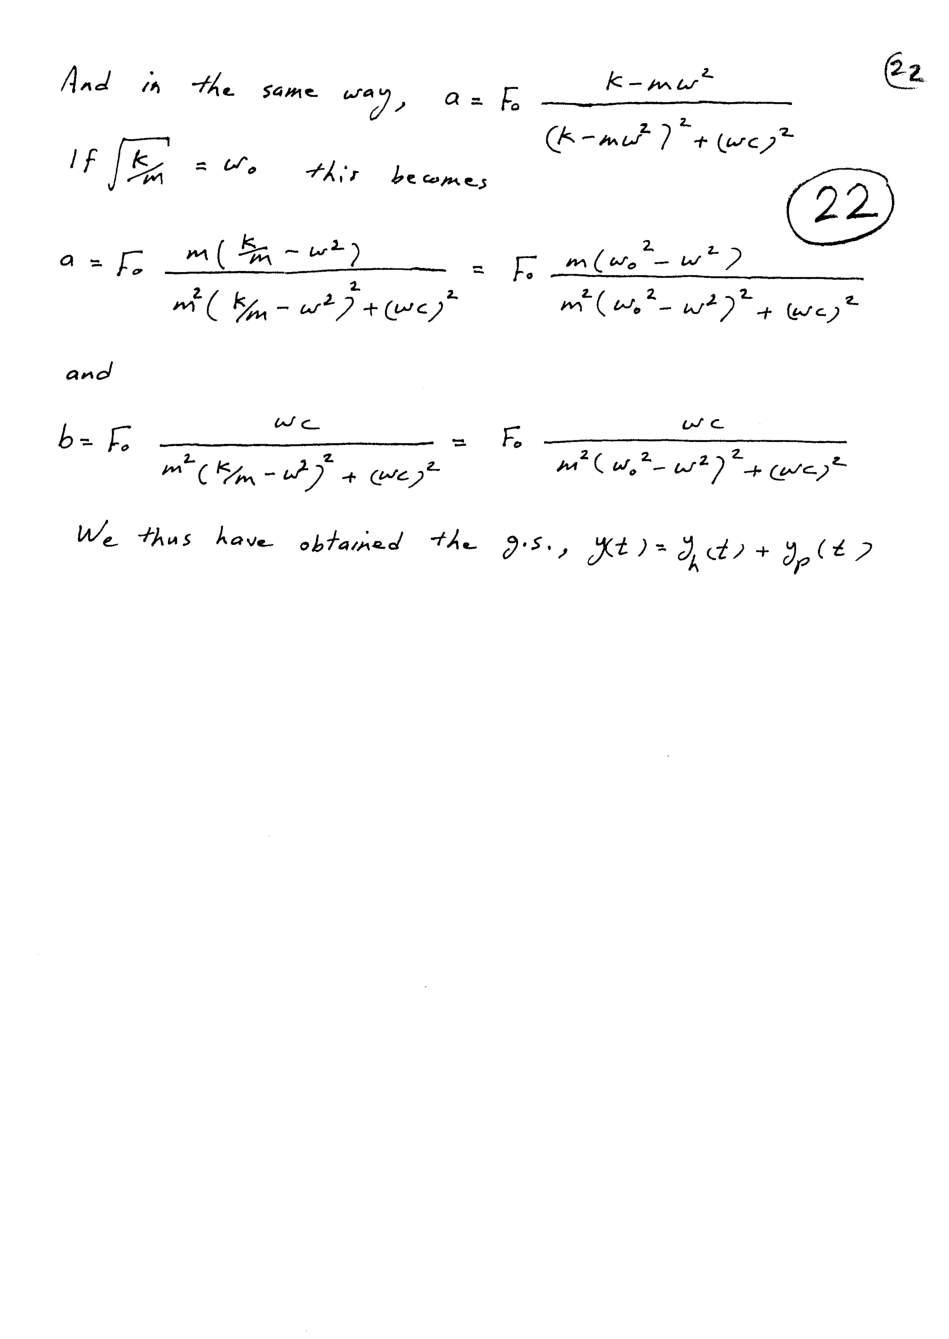 22
And in the same way, a = F₀ (k-mω²)/((k-mω²)² + (ωc)²)
If √(k/m) = ω₀ this becomes
22
a = F₀ m(k/m - ω²)/(m²(k/m - ω²)² + (ωc)²) = F₀ m(ω₀² - ω²)/(m²(ω₀² - ω²)² + (ωc)²)
and
b = F₀ ωc/(m²(k/m - ω²)² + (ωc)²) = F₀ ωc/(m²(ω₀² - ω²)² + (ωc)²)
We thus have obtained the g.s., y(t) = y_h(t) + y_p(t)